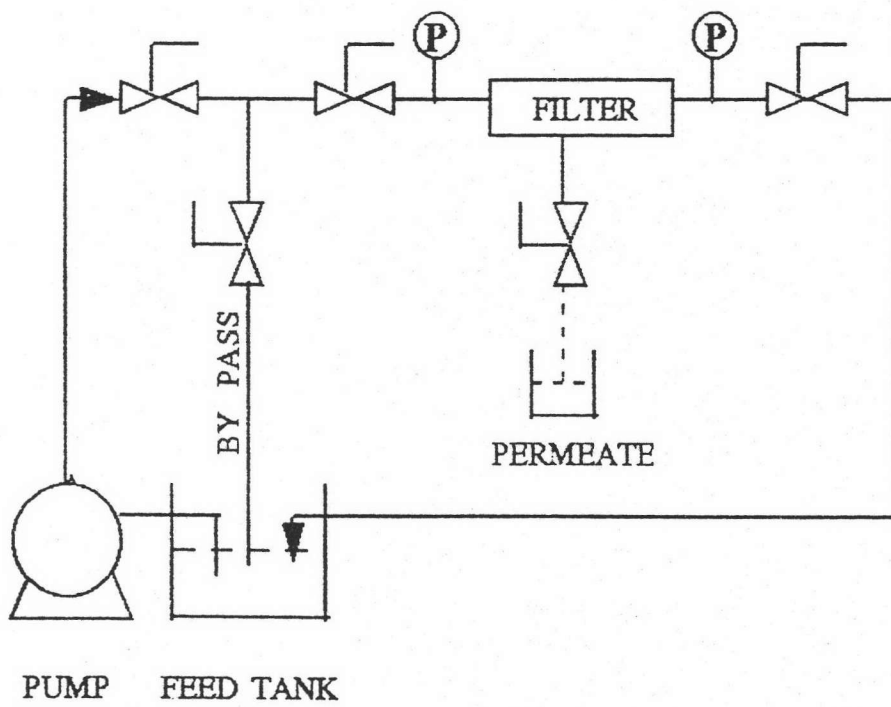 P
P
FILTER
BY PASS
PERMEATE
PUMP
FEED TANK